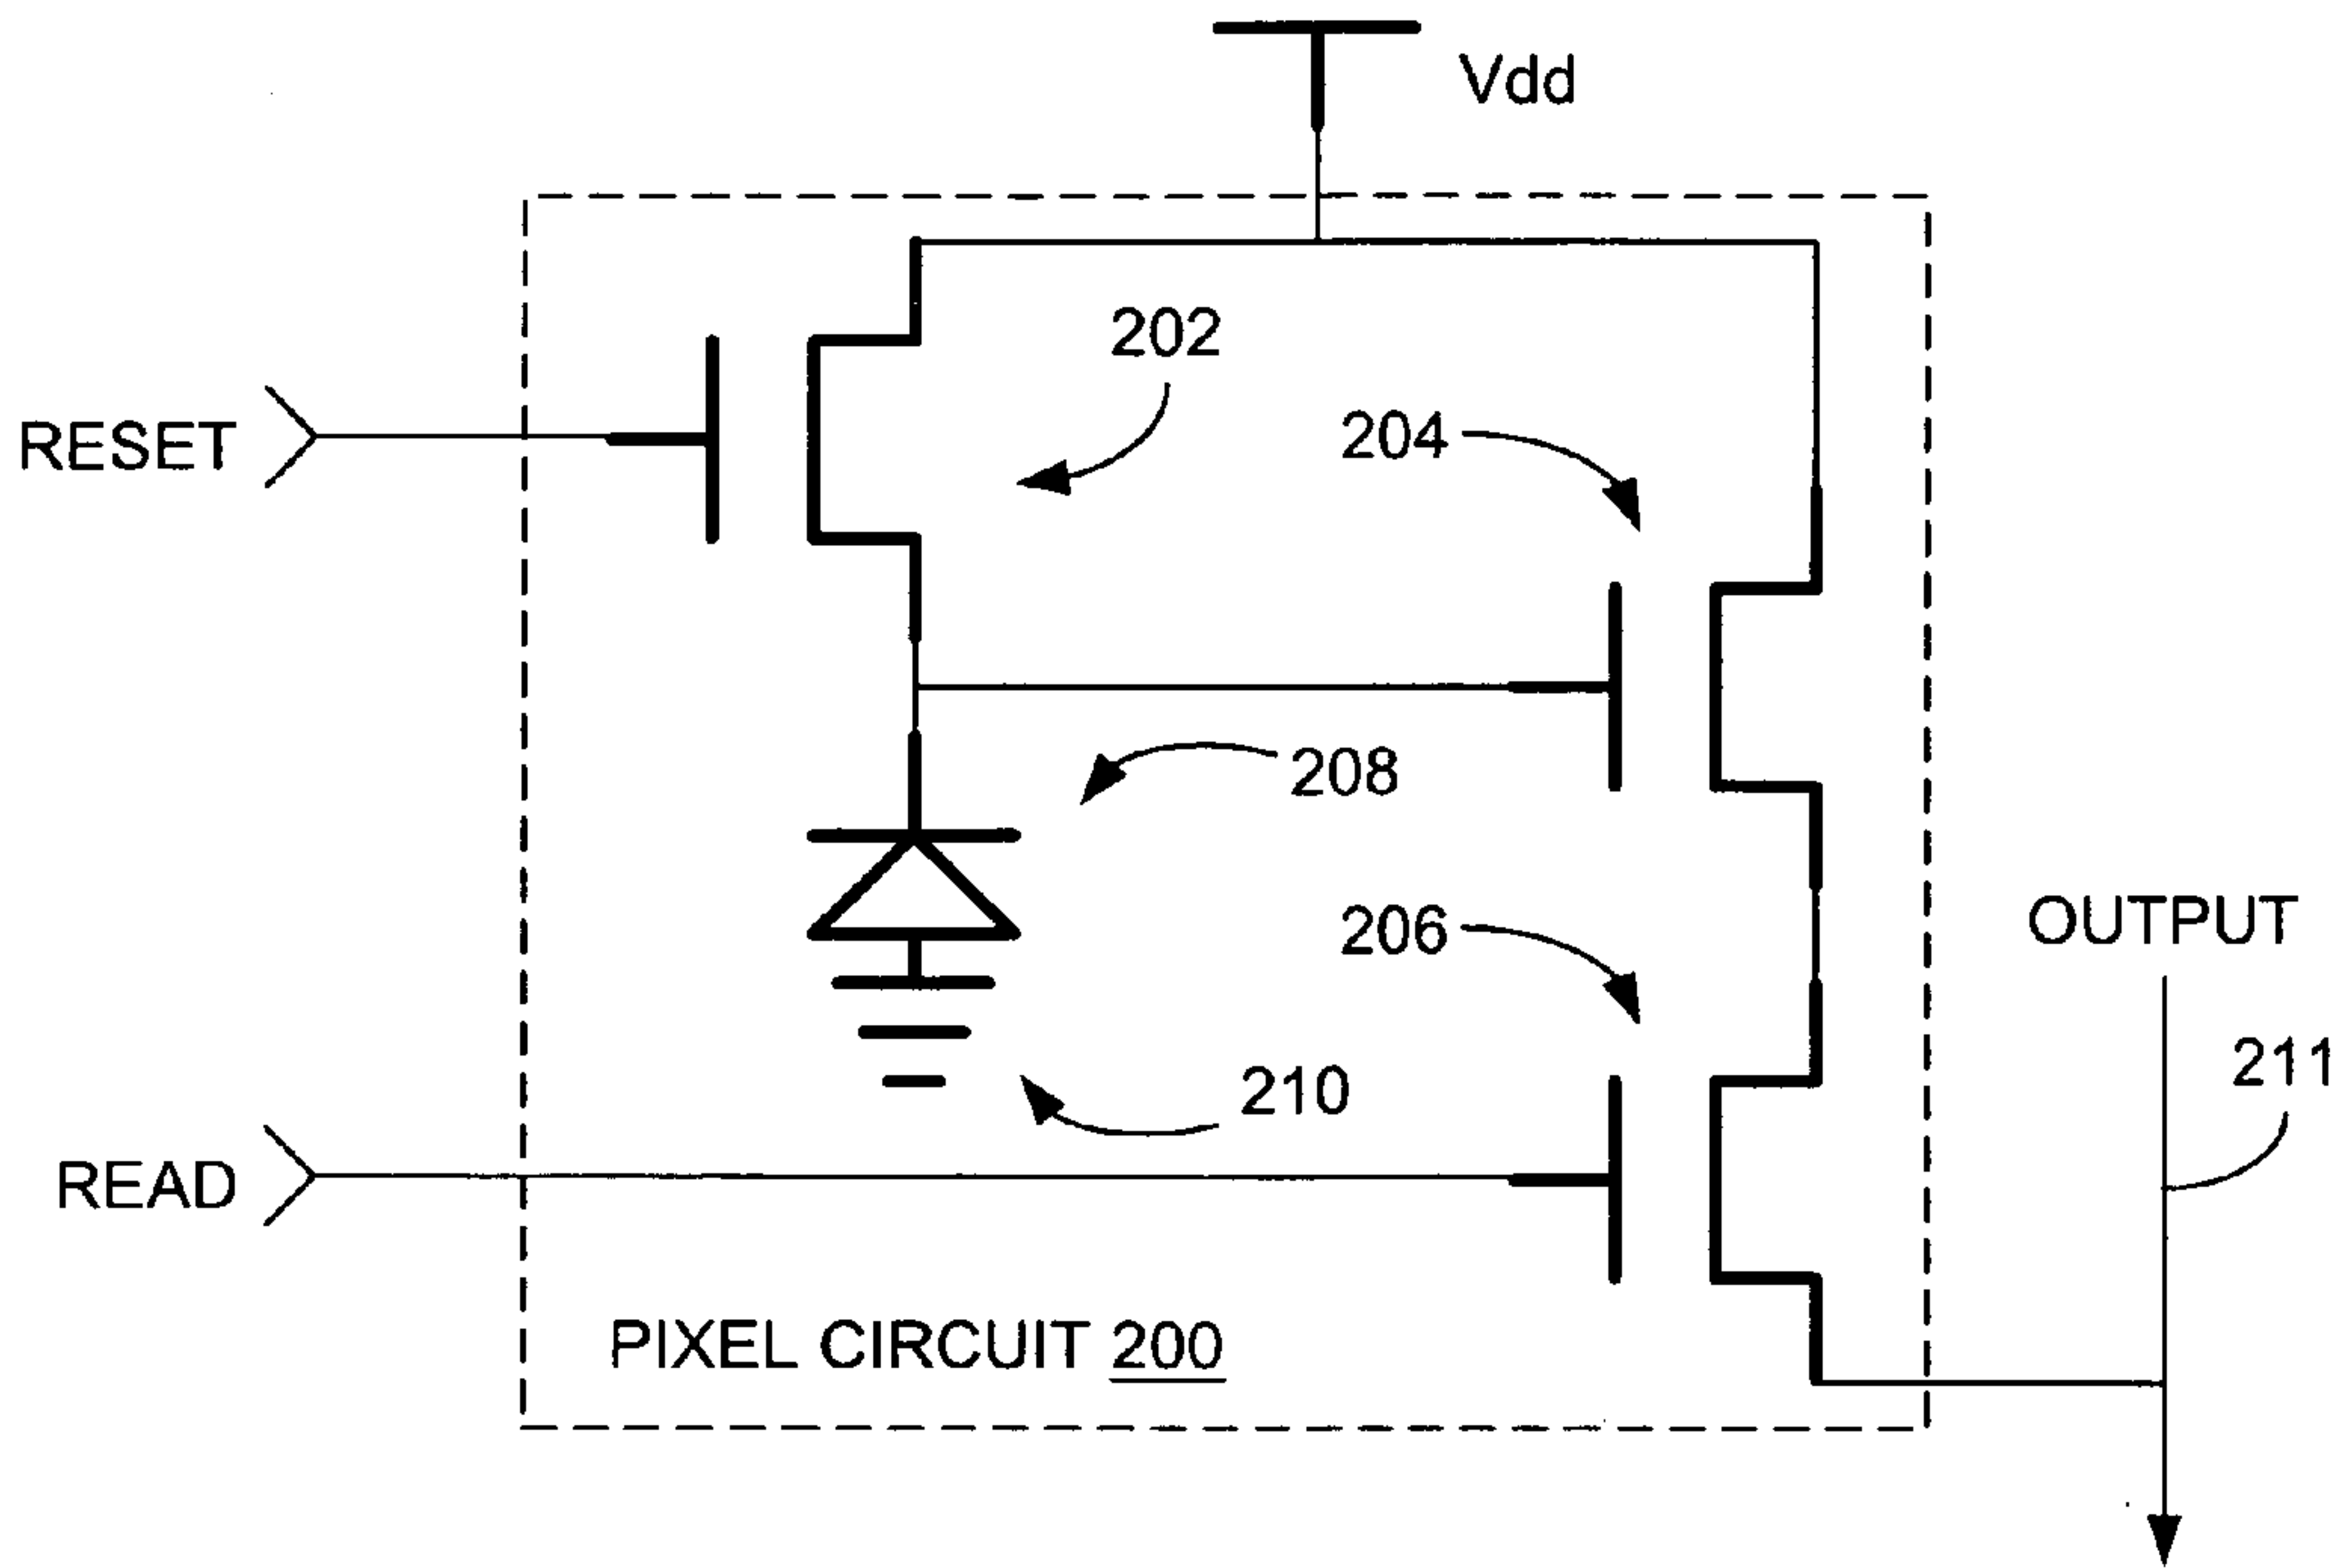 Vdd
202
RESET
204
208
206
OUTPUT
211
210
READ
PIXEL CIRCUIT 200